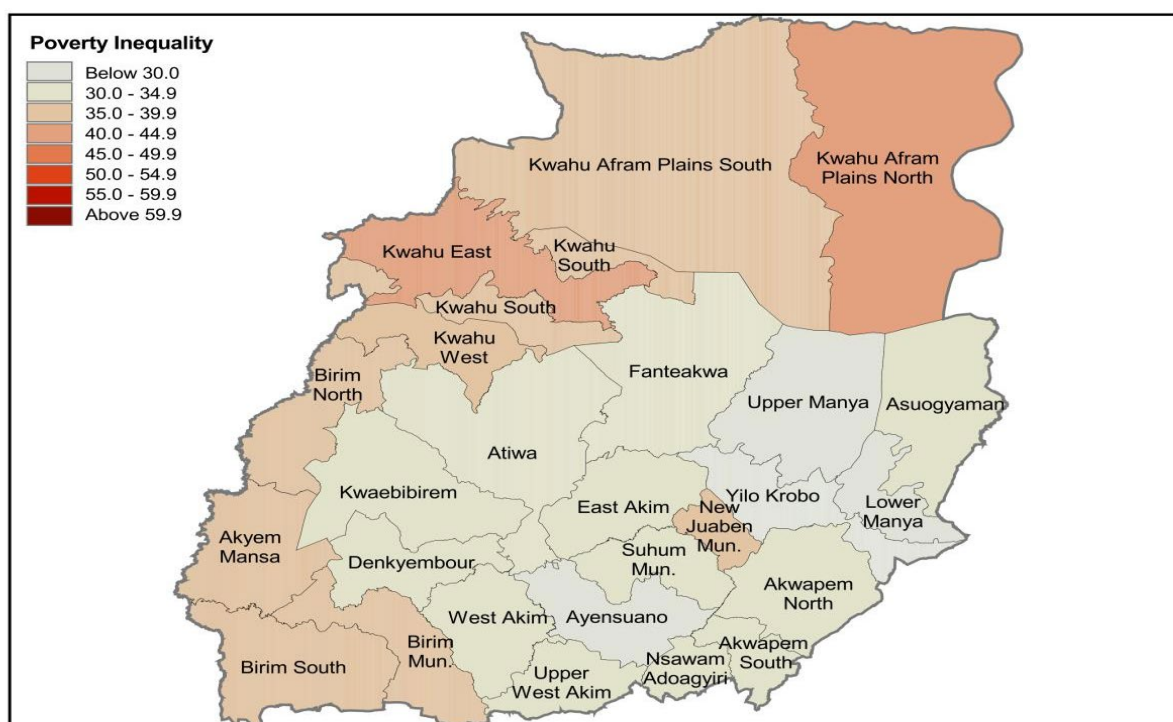 Poverty Inequality
Below 30.0
30.0 - 34.9
35.0 - 39.9
40.0 - 44.9
45.0 - 49.9
50.0 - 54.9
55.0 - 59.9
Above 59.9
Kwahu Afram Plains South
Kwahu Afram
Plains North
Kwahu East
Kwahu
South
Kwahu South
Kwahu
West
Birim
North
Fanteakwa
Upper Manya
Asuogyaman
Atiwa
Kwaebibirem
East Akim
New
Juaben
Mun.
Yilo Krobo
Lower
Manya
Akyem
Mansa
Denkyembour
Suhum
Mun.
Akwapem
North
West Akim
Ayensuano
Birim South
Birim
Mun.
Upper
West Akim
Nsawam
Adoagyiri
Akwapem
South